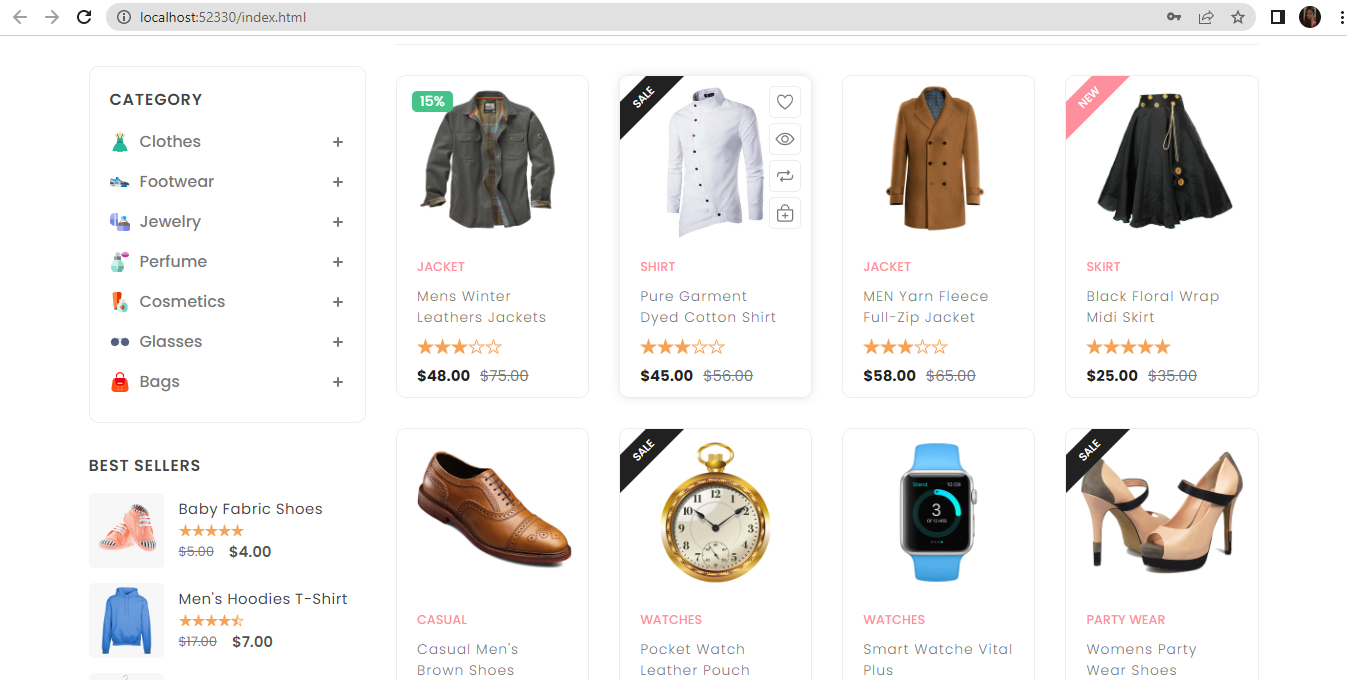 localhost:52330/index.html
CATEGORY
Clothes +
Footwear +
Jewelry +
Perfume +
Cosmetics +
Glasses +
Bags +
BEST SELLERS
Baby Fabric Shoes
$5.00 $4.00
Men's Hoodies T-Shirt
$17.00 $7.00
15%
JACKET
Mens Winter
Leathers Jackets
$48.00 $75.00
SALE
SHIRT
Pure Garment
Dyed Cotton Shirt
$45.00 $56.00
JACKET
MEN Yarn Fleece
Full-Zip Jacket
$58.00 $65.00
NEW
SKIRT
Black Floral Wrap
Midi Skirt
$25.00 $35.00
CASUAL
Casual Men's
Brown Shoes
SALE
WATCHES
Pocket Watch
Leather Pouch
WATCHES
Smart Watche Vital
Plus
SALE
PARTY WEAR
Womens Party
Wear Shoes